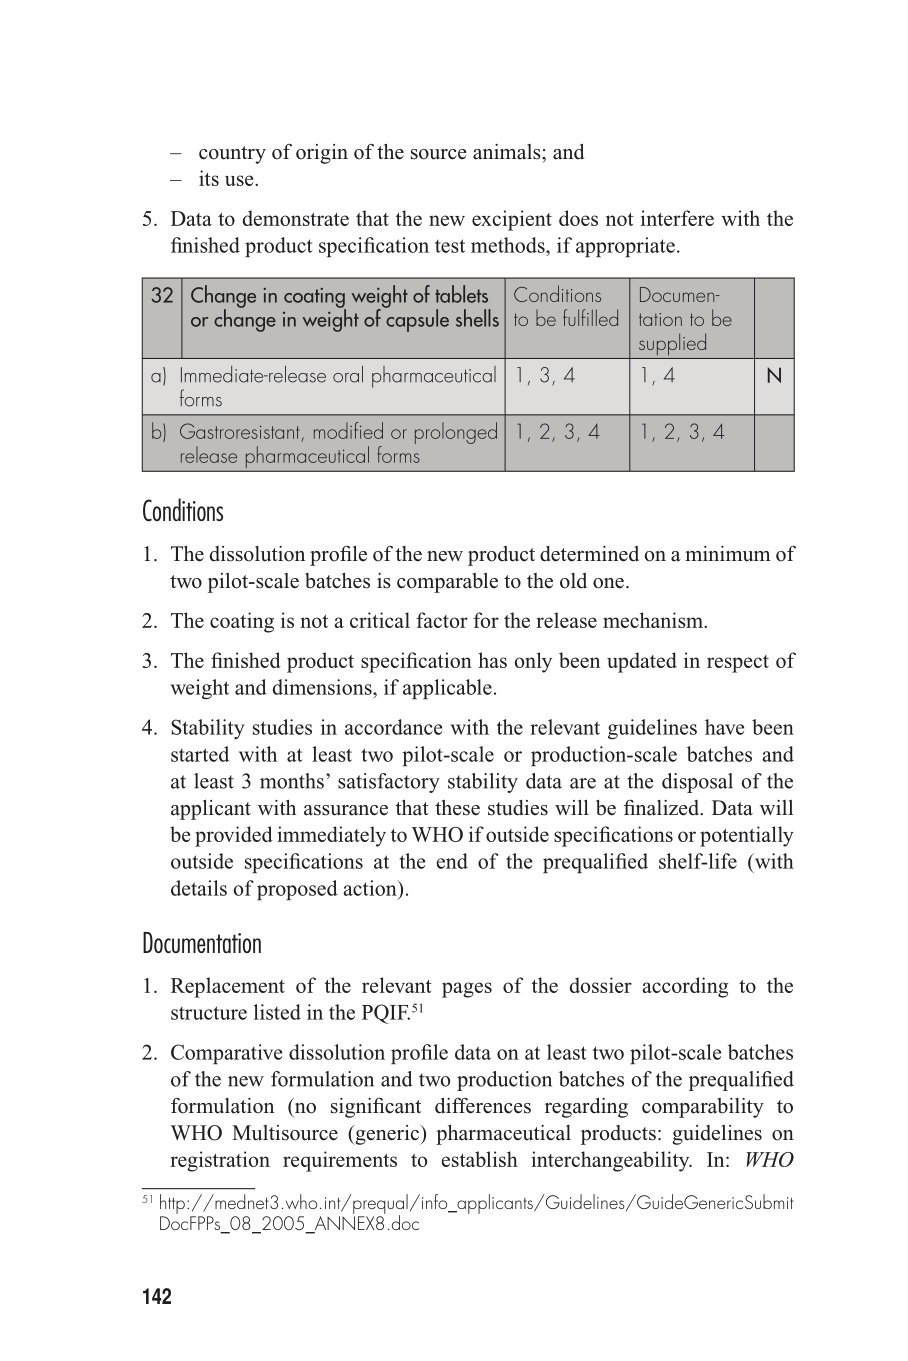 – country of origin of the source animals; and
– its use.
5. Data to demonstrate that the new excipient does not interfere with the
finished product specification test methods, if appropriate.
32 Change in coating weight of tablets
or change in weight of capsule shells
Conditions
to be fulfilled
Documen-
tation to be
supplied
a) Immediate-release oral pharmaceutical
forms
1, 3, 4
1, 4
N
b) Gastroresistant, modified or prolonged
release pharmaceutical forms
1, 2, 3, 4
1, 2, 3, 4
Conditions
1. The dissolution profile of the new product determined on a minimum of
two pilot-scale batches is comparable to the old one.
2. The coating is not a critical factor for the release mechanism.
3. The finished product specification has only been updated in respect of
weight and dimensions, if applicable.
4. Stability studies in accordance with the relevant guidelines have been
started with at least two pilot-scale or production-scale batches and
at least 3 months’ satisfactory stability data are at the disposal of the
applicant with assurance that these studies will be finalized. Data will
be provided immediately to WHO if outside specifications or potentially
outside specifications at the end of the prequalified shelf-life (with
details of proposed action).
Documentation
1. Replacement of the relevant pages of the dossier according to the
structure listed in the PQIF.51
2. Comparative dissolution profile data on at least two pilot-scale batches
of the new formulation and two production batches of the prequalified
formulation (no significant differences regarding comparability to
WHO Multisource (generic) pharmaceutical products: guidelines on
registration requirements to establish interchangeability. In: WHO
51 http://mednet3.who.int/prequal/info_applicants/Guidelines/GuideGenericSubmit
DocFPPs_08_2005_ANNEX8.doc
142